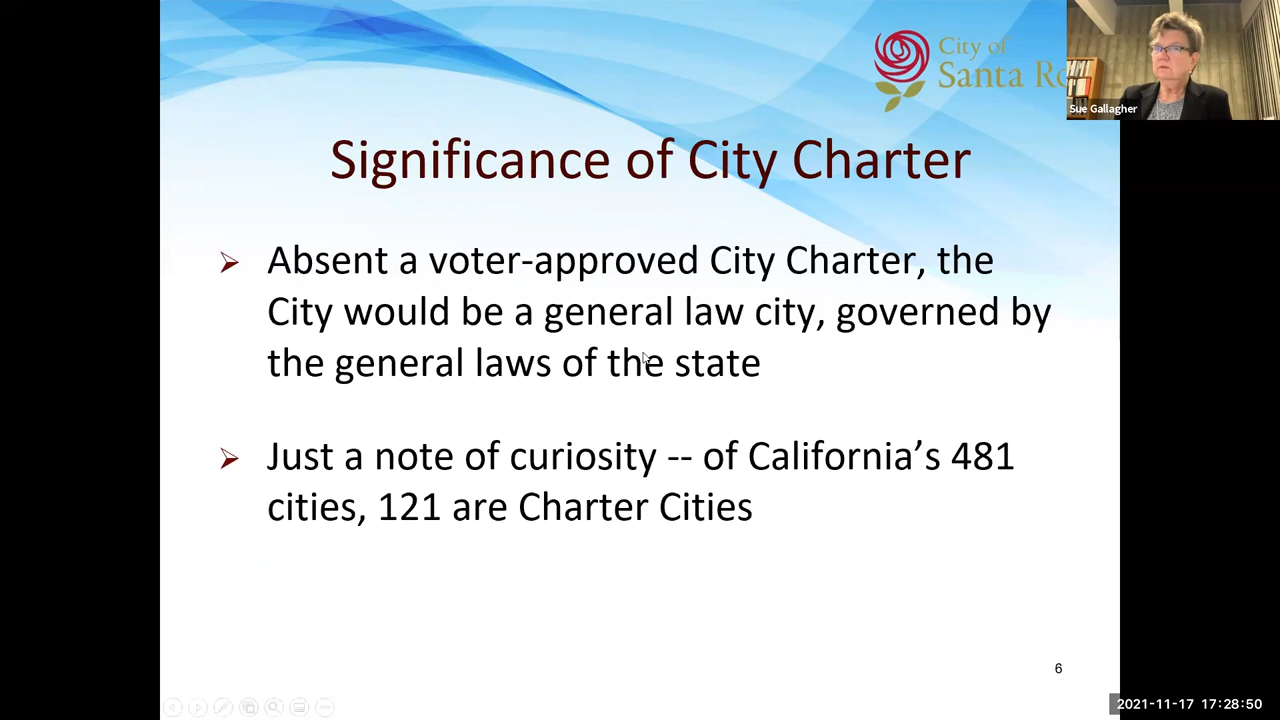 City of
Santa Ro
Sue Gallagher
Significance of City Charter
Absent a voter-approved City Charter, the
City would be a general law city, governed by
the general laws of the state
Just a note of curiosity -- of California’s 481
cities, 121 are Charter Cities
6
2021-11-17 17:28:50